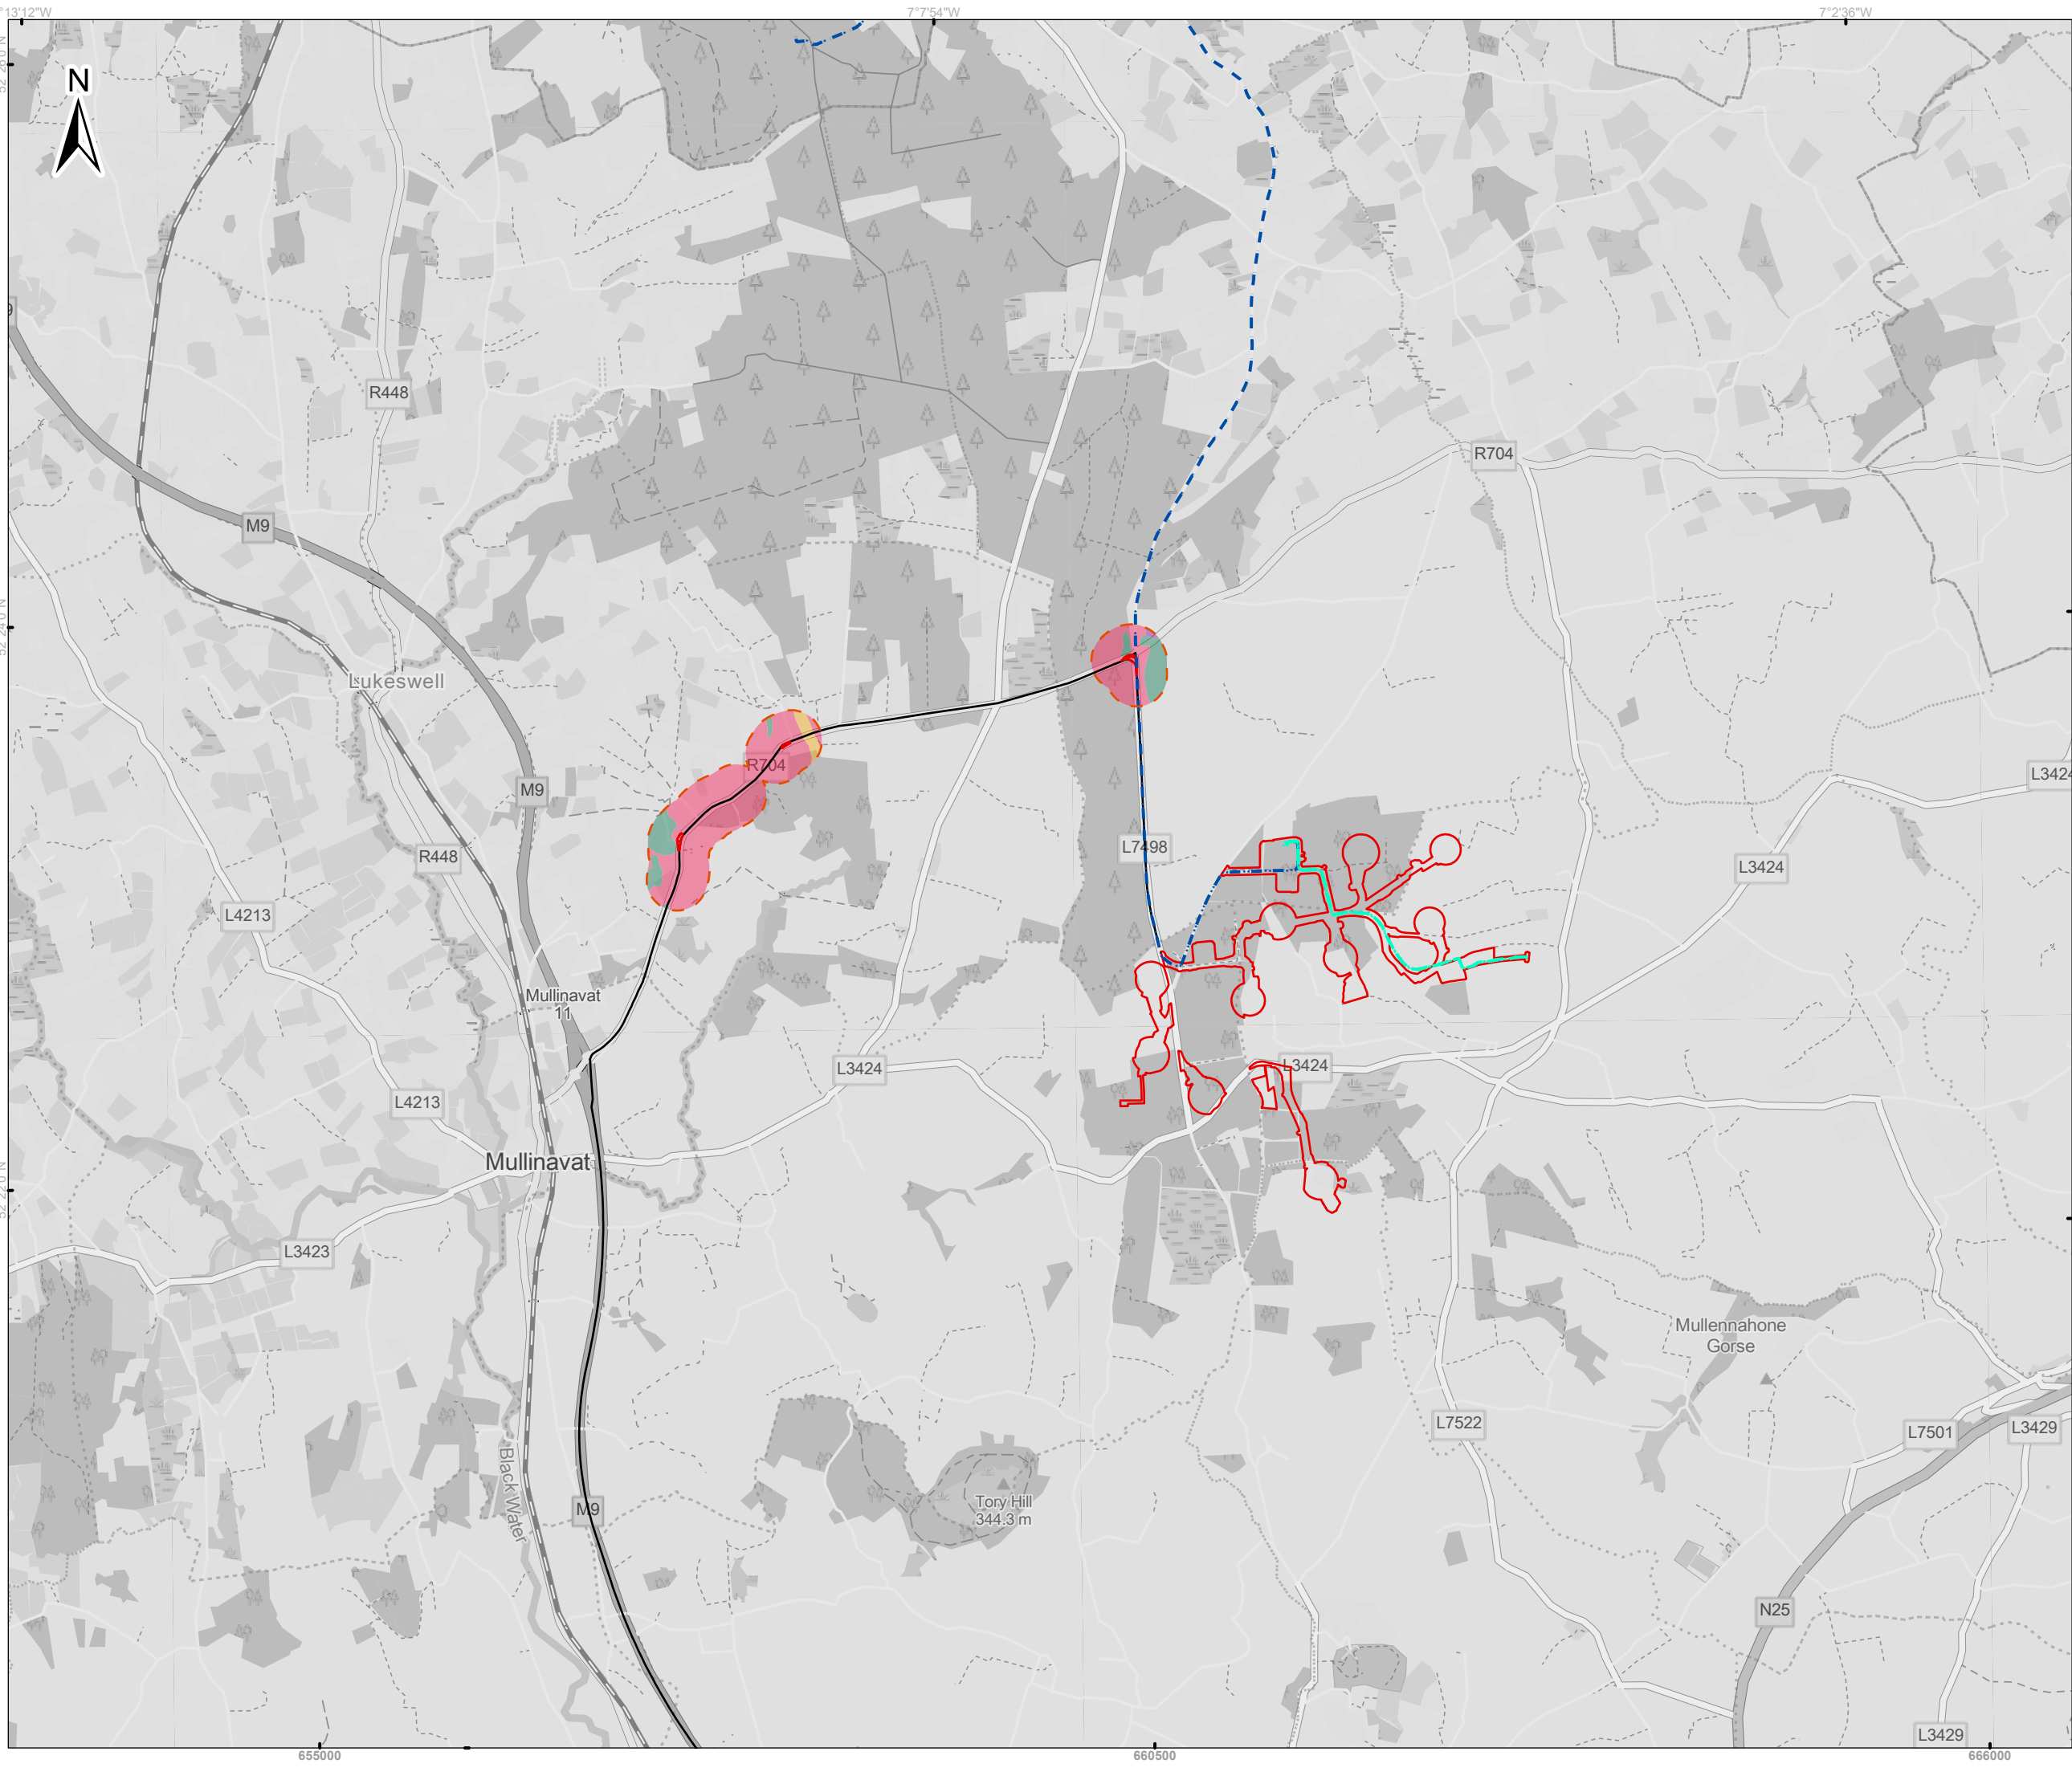 °13'12"W
7°7'54"W
7°2'36"W
N
R448
R704
M9
Lukeswell
R704
L3424
M9
L7498
R448
L3424
L4213
Mullinavat
11
L3424
L3424
L4213
Mullinavat
L3423
Mullennahone
Gorse
L7522
L7501
L3429
Black Water
Tory Hill
344.3 m
M9
N25
L3429
655000
660500
666000